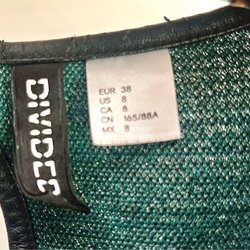 DIVIDED
EUR 38
US 8
CA 8
CN 165/88A
MX 8